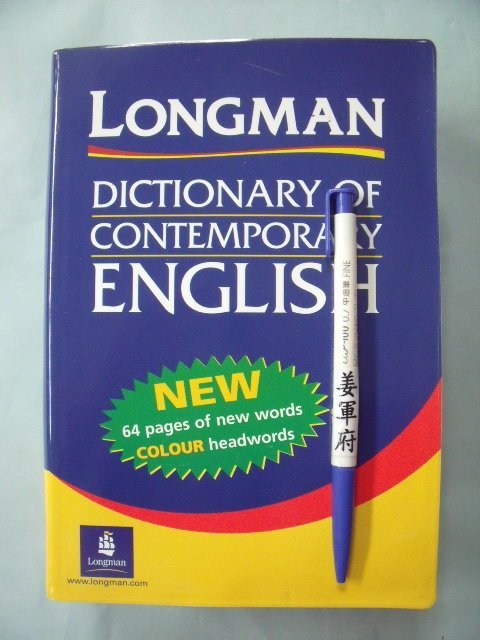 LONGMAN
DICTIONARY OF
CONTEMPORARY
ENGLISH
NEW
64 pages of new words
COLOUR headwords
Longman
www.longman.com
姜軍府